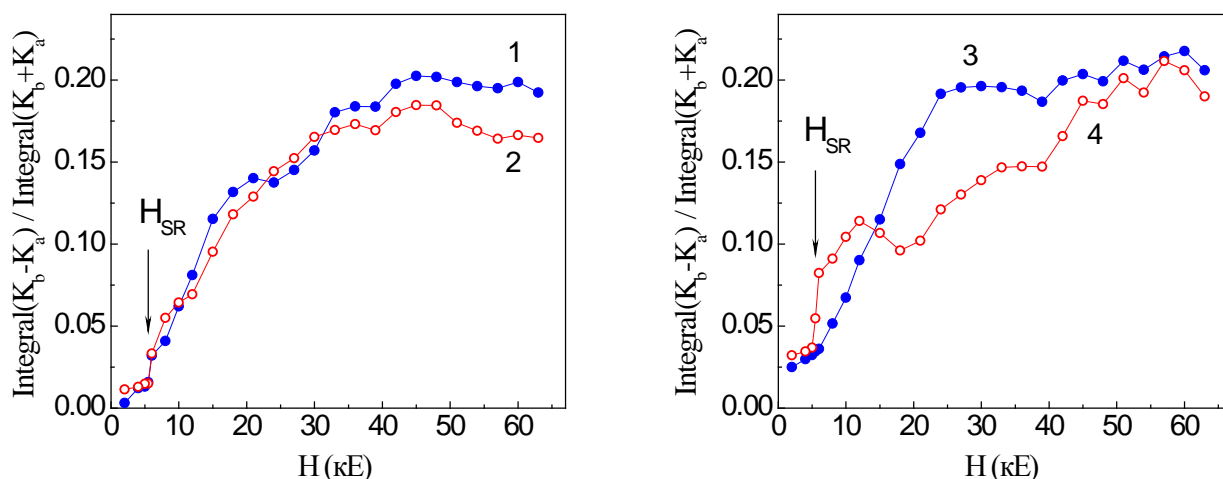 Integral(K_b-K_a) / Integral(K_b+K_a)
0.20
0.15
0.10
0.05
0.00
1
2
H_SR
0 10 20 30 40 50 60
H (кЕ)
Integral(K_b-K_a) / Integral(K_b+K_a)
0.20
0.15
0.10
0.05
0.00
3
4
H_SR
0 10 20 30 40 50 60
H (кЕ)